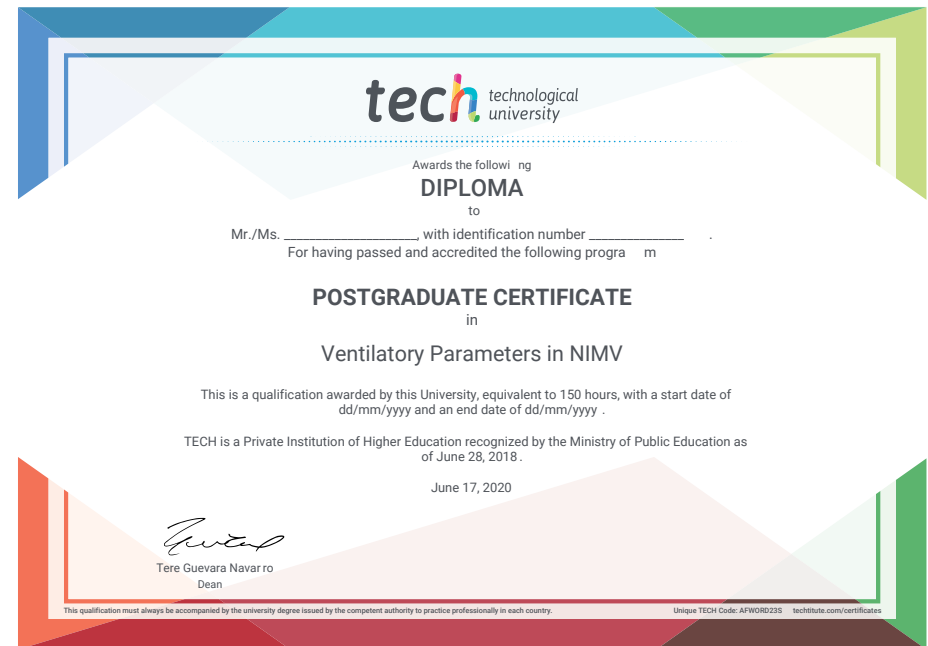 tech technological
university
Awards the followi ng
DIPLOMA
to
Mr./Ms. ____________________, with identification number ______________ .
For having passed and accredited the following progra m
POSTGRADUATE CERTIFICATE
in
Ventilatory Parameters in NIMV
This is a qualification awarded by this University, equivalent to 150 hours, with a start date of
dd/mm/yyyy and an end date of dd/mm/yyyy .
TECH is a Private Institution of Higher Education recognized by the Ministry of Public Education as
of June 28, 2018 .
June 17, 2020
Tere Guevara Navar ro
Dean
This qualification must always be accompanied by the university degree issued by the competent authority to practice professionally in each country. Unique TECH Code: AFWORD23S techtitute.com/certificates